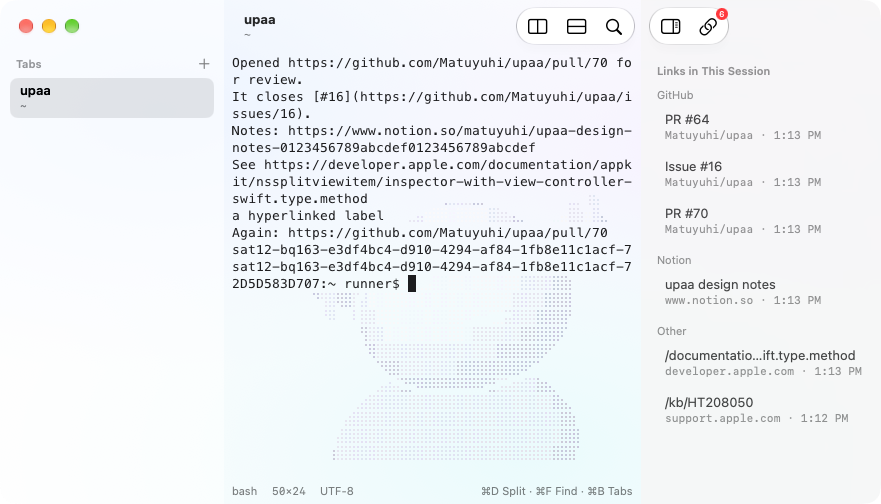 Tabs
upaa
~
upaa
~
6
Opened https://github.com/Matuyuhi/upaa/pull/70 fo
r review.
It closes [#16](https://github.com/Matuyuhi/upaa/i
ssues/16).
Notes: https://www.notion.so/matuyuhi/upaa-design-
notes-0123456789abcdef0123456789abcdef
See https://developer.apple.com/documentation/appk
it/nssplitviewitem/inspector-with-view-controller-
swift.type.method
a hyperlinked label
Again: https://github.com/Matuyuhi/upaa/pull/70
sat12-bq163-e3df4bc4-d910-4294-af84-1fb8e11c1acf-7
sat12-bq163-e3df4bc4-d910-4294-af84-1fb8e11c1acf-7
2D5D583D707:~ runner$
bash 50×24 UTF-8 ⌘D Split · ⌘F Find · ⌘B Tabs
Links in This Session
GitHub
PR #64
Matuyuhi/upaa · 1:13 PM
Issue #16
Matuyuhi/upaa · 1:13 PM
PR #70
Matuyuhi/upaa · 1:13 PM
Notion
upaa design notes
www.notion.so · 1:13 PM
Other
/documentatio…ift.type.method
developer.apple.com · 1:13 PM
/kb/HT208050
support.apple.com · 1:12 PM